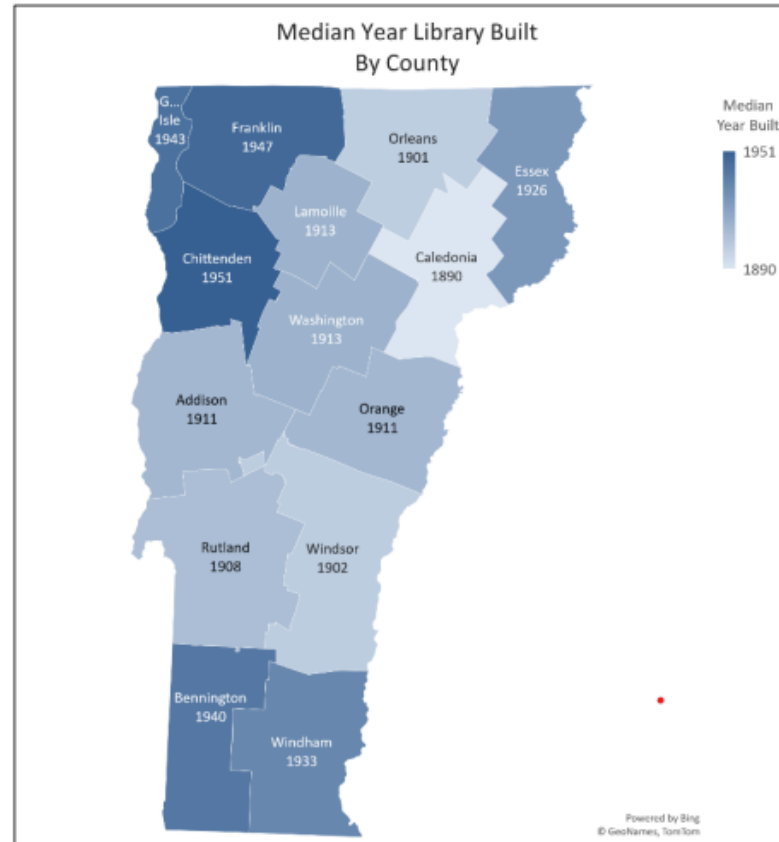 Median Year Library Built
By County
G...
Isle
1943
Franklin
1947
Orleans
1901
Essex
1926
Lamoille
1913
Chittenden
1951
Caledonia
1890
Washington
1913
Addison
1911
Orange
1911
Rutland
1908
Windsor
1902
Bennington
1940
Windham
1933
Median
Year Built
1951
1890
Powered by Bing
© GeoNames, TomTom